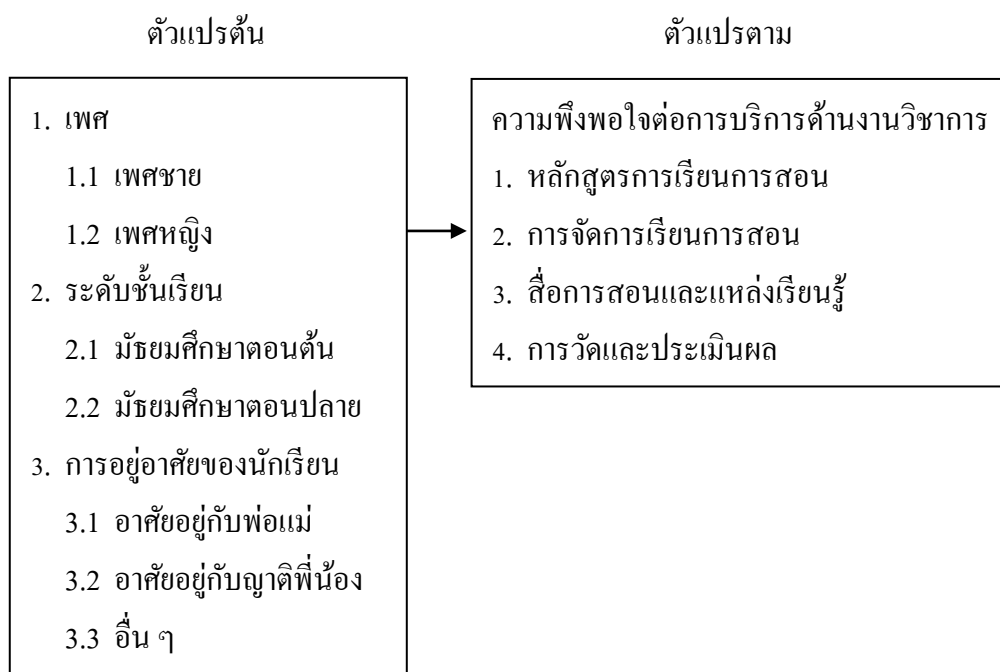 ตัวแปรต้น
1. เพศ
1.1 เพศชาย
1.2 เพศหญิง
2. ระดับชั้นเรียน
2.1 มัธยมศึกษาตอนต้น
2.2 มัธยมศึกษาตอนปลาย
3. การอยู่อาศัยของนักเรียน
3.1 อาศัยอยู่กับพ่อแม่
3.2 อาศัยอยู่กับญาติพี่น้อง
3.3 อื่น ๆ
ตัวแปรตาม
ความพึงพอใจต่อการบริการด้านงานวิชาการ
1. หลักสูตรการเรียนการสอน
2. การจัดการเรียนการสอน
3. สื่อการสอนและแหล่งเรียนรู้
4. การวัดและประเมินผล